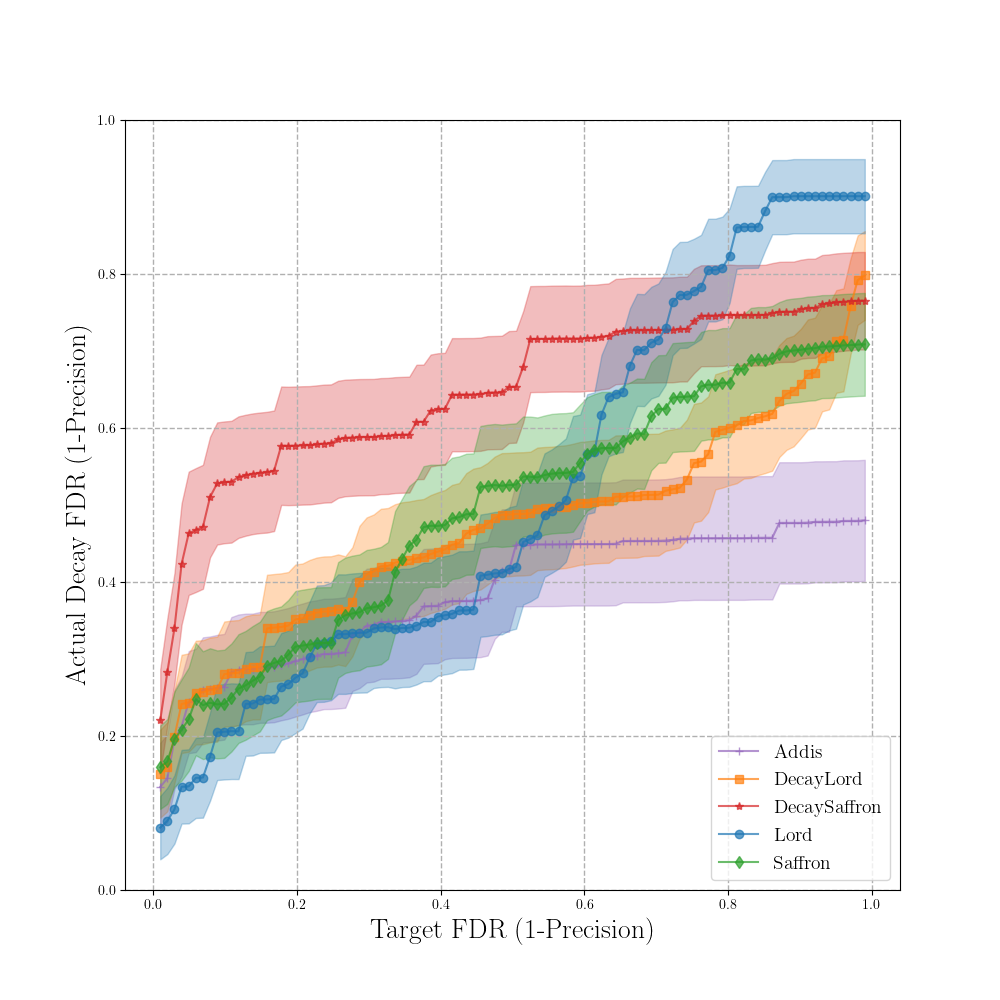 1.0
0.8
0.6
0.4
0.2
0.0
Actual Decay FDR (1-Precision)
0.0 0.2 0.4 0.6 0.8 1.0
Target FDR (1-Precision)
Addis
DecayLord
DecaySaffron
Lord
Saffron